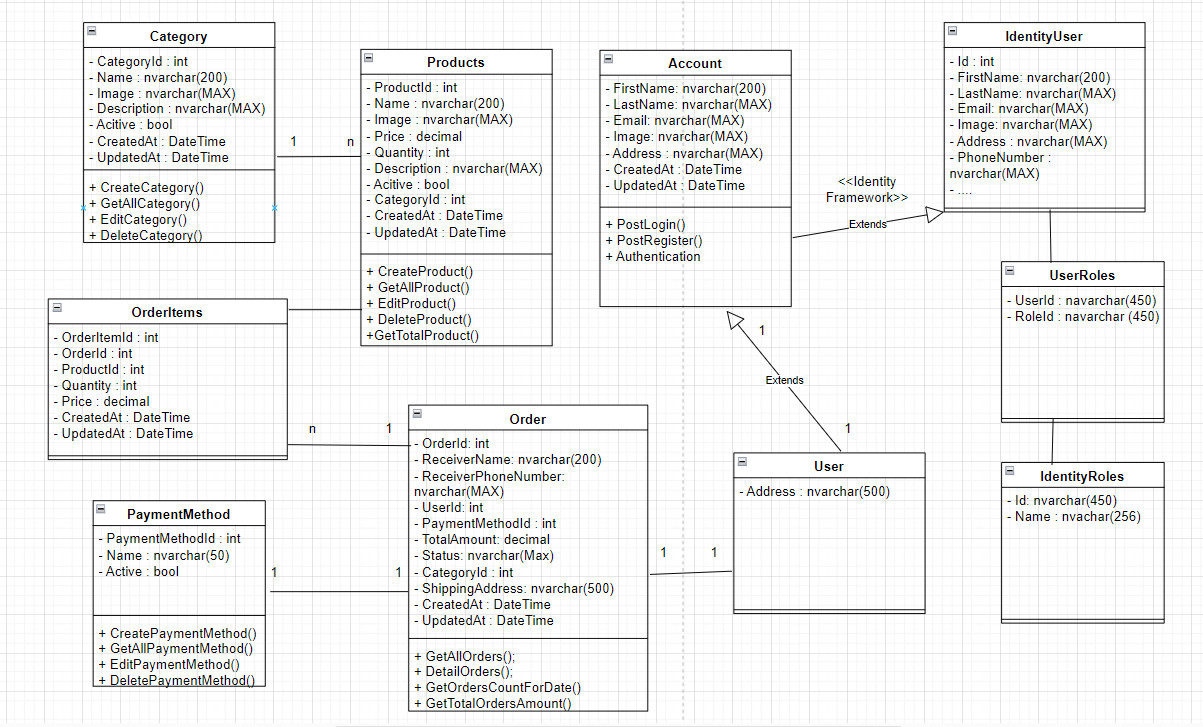 Category
- CategoryId : int
- Name : nvarchar(200)
- Image : nvarchar(MAX)
- Description : nvarchar(MAX)
- Acitive : bool
- CreatedAt : DateTime
- UpdatedAt : DateTime
+ CreateCategory()
+ GetAllCategory()
+ EditCategory()
+ DeleteCategory()
1
n
Products
- ProductId : int
- Name : nvarchar(200)
- Image : nvarchar(MAX)
- Price : decimal
- Quantity : int
- Description : nvarchar(MAX)
- Acitive : bool
- CategoryId : int
- CreatedAt : DateTime
- UpdatedAt : DateTime
+ CreateProduct()
+ GetAllProduct()
+ EditProduct()
+ DeleteProduct()
+GetTotalProduct()
Account
- FirstName: nvarchar(200)
- LastName: nvarchar(MAX)
- Email: nvarchar(MAX)
- Image: nvarchar(MAX)
- Address : nvarchar(MAX)
- CreatedAt : DateTime
- UpdatedAt : DateTime
+ PostLogin()
+ PostRegister()
+ Authentication
<<Identity
Framework>>
Extends
IdentityUser
- Id : int
- FirstName: nvarchar(200)
- LastName: nvarchar(MAX)
- Email: nvarchar(MAX)
- Image: nvarchar(MAX)
- Address : nvarchar(MAX)
- PhoneNumber :
nvarchar(MAX)
- ....
UserRoles
- UserId : navarchar(450)
- RoleId : navarchar (450)
OrderItems
- OrderItemId : int
- OrderId : int
- ProductId : int
- Quantity : int
- Price : decimal
- CreatedAt : DateTime
- UpdatedAt : DateTime
n
1
1
Extends
1
Order
- OrderId: int
- ReceiverName: nvarchar(200)
- ReceiverPhoneNumber:
nvarchar(MAX)
- UserId: int
- PaymentMethodId : int
- TotalAmount: decimal
- Status: nvarchar(Max)
- CategoryId : int
- ShippingAddress: nvarchar(500)
- CreatedAt : DateTime
- UpdatedAt : DateTime
+ GetAllOrders();
+ DetailOrders();
+ GetOrdersCountForDate()
+ GetTotalOrdersAmount()
User
- Address : nvarchar(500)
1
1
IdentityRoles
- Id: nvarchar(450)
- Name : nvachar(256)
PaymentMethod
- PaymentMethodId : int
- Name : nvarchar(50)
- Active : bool
+ CreatePaymentMethod()
+ GetAllPaymentMethod()
+ EditPaymentMethod()
+ DeletePaymentMethod()
1
1